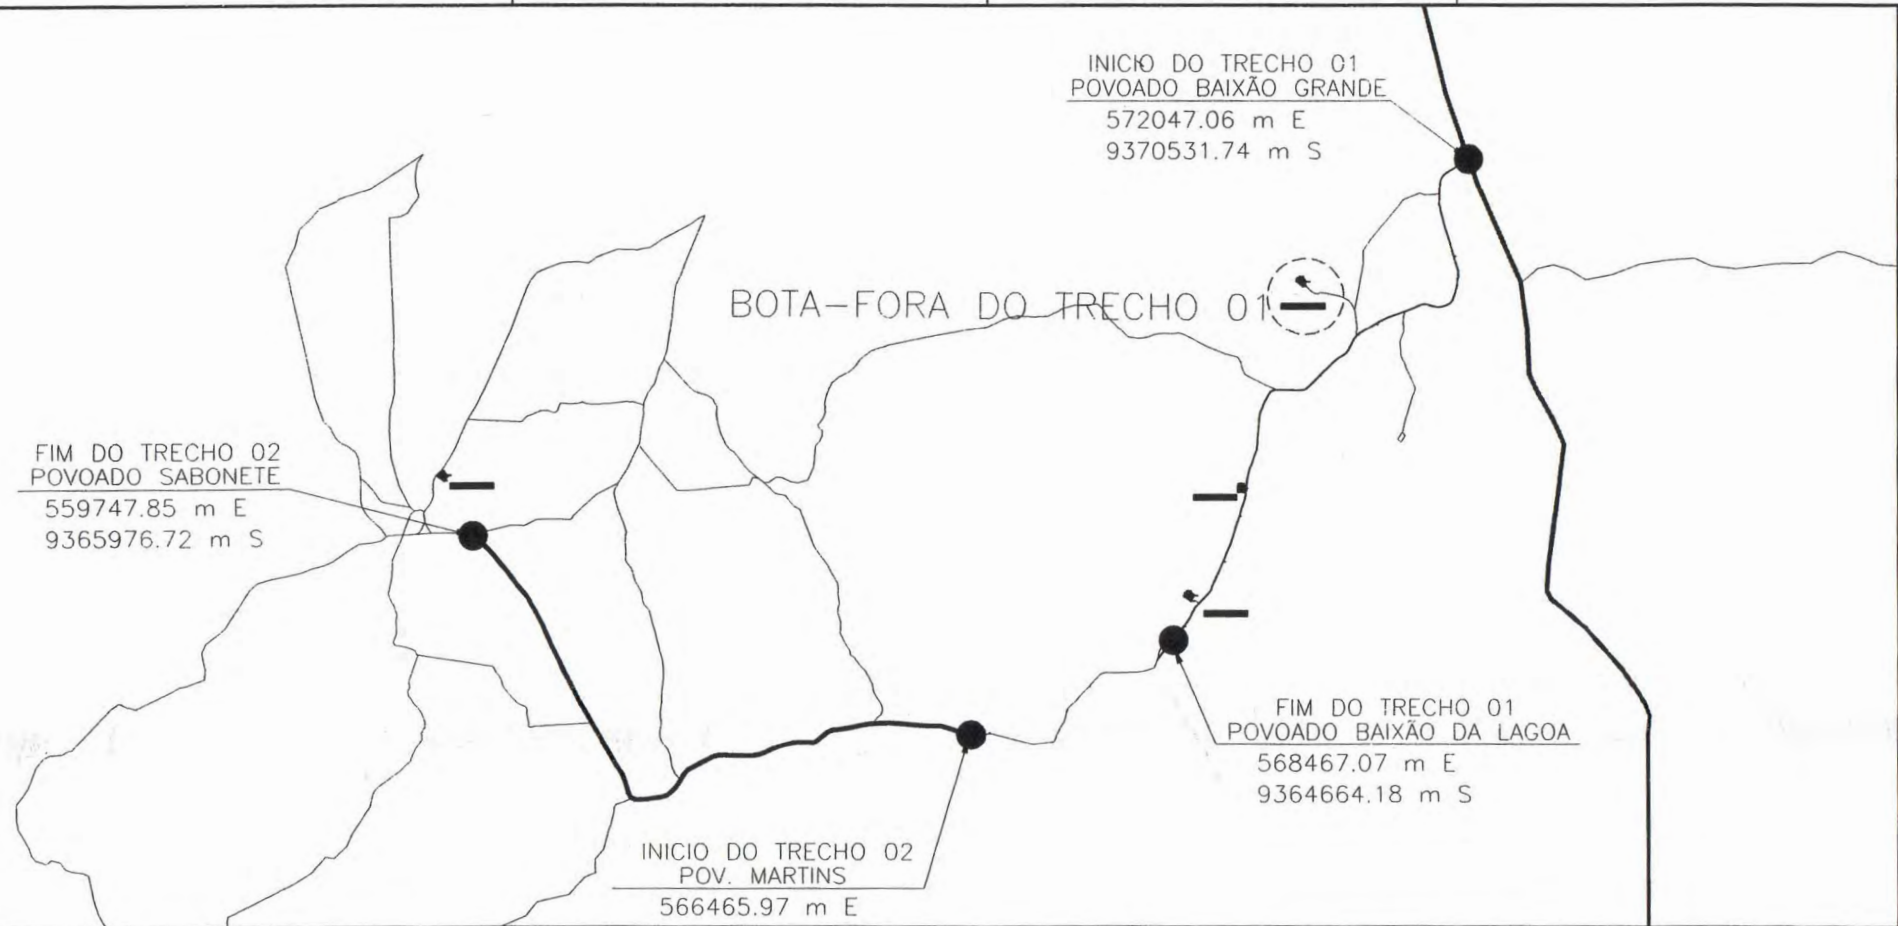 INICIO DO TRECHO 01
POVOADO BAIXÃO GRANDE
572047.06 m E
9370531.74 m S
BOTA-FORA DO TRECHO 01
FIM DO TRECHO 02
POVOADO SABONETE
559747.85 m E
9365976.72 m S
FIM DO TRECHO 01
POVOADO BAIXÃO DA LAGOA
568467.07 m E
9364664.18 m S
INICIO DO TRECHO 02
POV. MARTINS
566465.97 m E